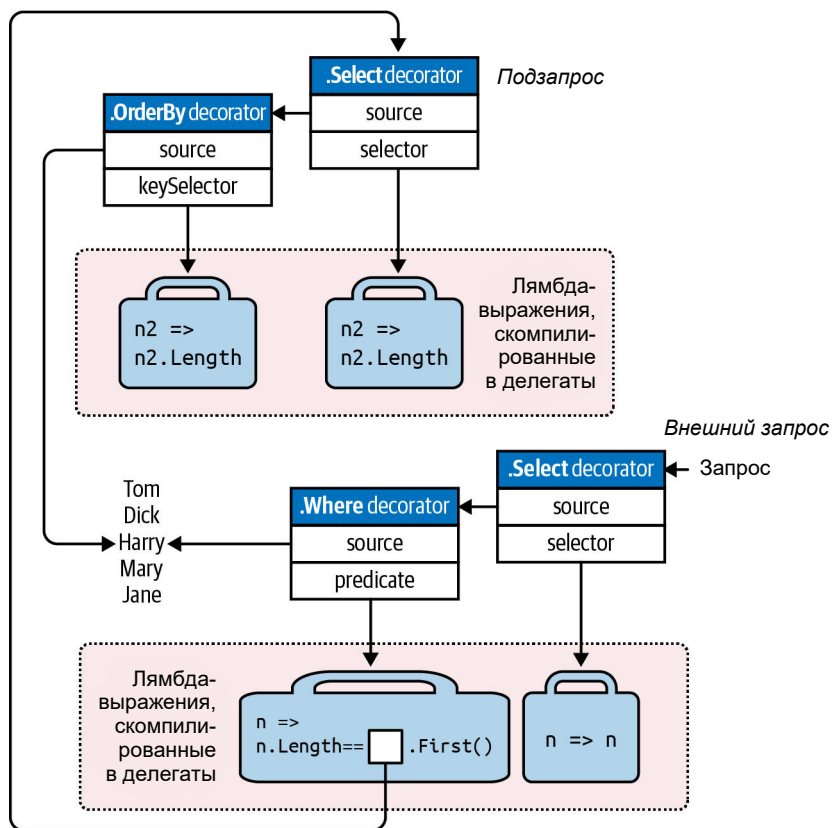 .Select decorator
Подзапрос
source
selector
.OrderBy decorator
source
keySelector
n2 =>
n2.Length
n2 =>
n2.Length
Лямбда-
выражения,
скомпили-
рованные
в делегаты
Внешний запрос
.Select decorator
Запрос
source
selector
Tom
Dick
Harry
Mary
Jane
.Where decorator
source
predicate
Лямбда-
выражения,
скомпили-
рованные
в делегаты
n =>
n.Length== .First()
n => n